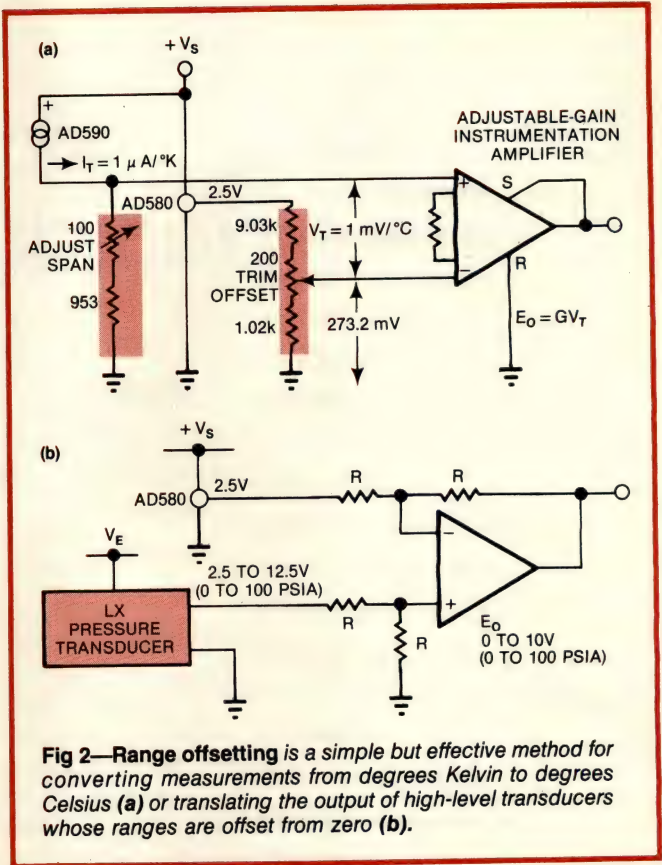 (a)
+ VS
+
AD590
IT = 1 μ A/°K
AD580
2.5V
100
ADJUST
SPAN
953
9.03k
200
TRIM
OFFSET
1.02k
VT = 1 mV/°C
273.2 mV
ADJUSTABLE-GAIN
INSTRUMENTATION
AMPLIFIER
+
S
−
R
EO = GVT
(b)
+ VS
AD580
2.5V
R
R
−
+
VE
LX
PRESSURE
TRANSDUCER
2.5 TO 12.5V
(0 TO 100 PSIA)
R
R
EO
0 TO 10V
(0 TO 100 PSIA)
Fig 2—Range offsetting is a simple but effective method for
converting measurements from degrees Kelvin to degrees
Celsius (a) or translating the output of high-level transducers
whose ranges are offset from zero (b).